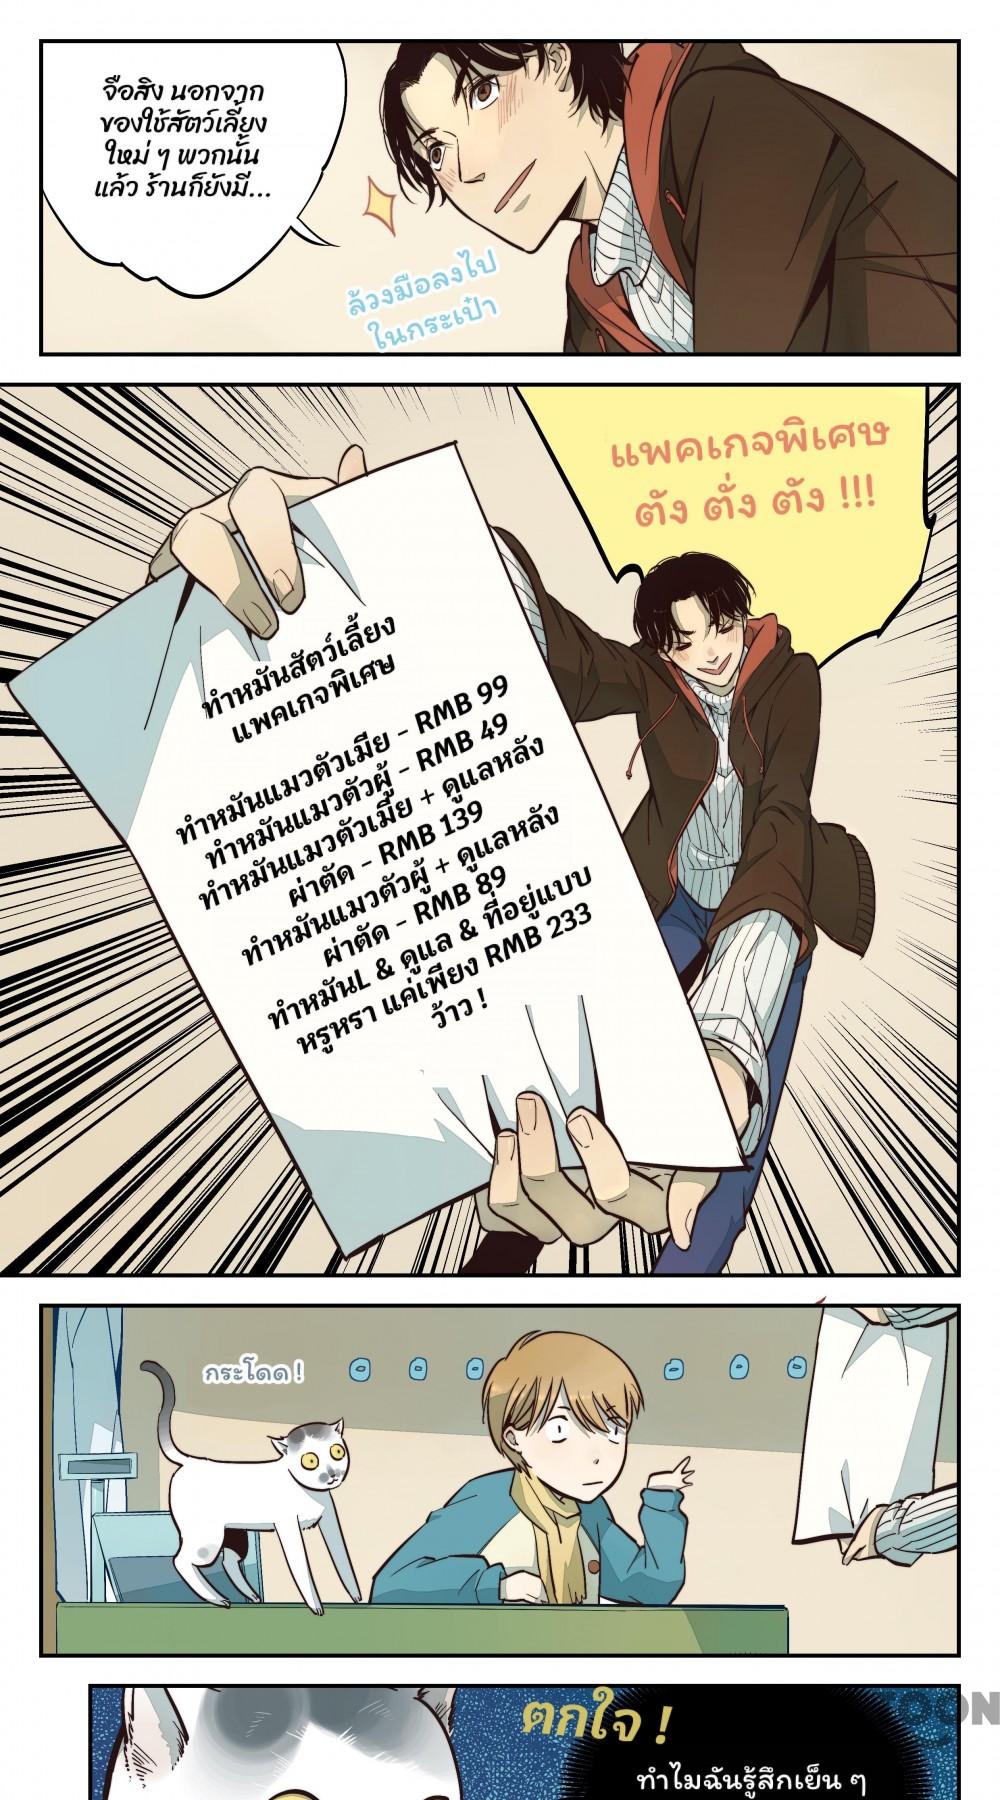 จือสิง นอกจาก
ของใช้สัตว์เลี้ยง
ใหม่ ๆ พวกนั้น
แล้ว ร้านก็ยังมี...
ล้วงมือลงไป
ในกระเป๋า
แพคเกจพิเศษ
ตัง ตั่ง ตัง !!!
ทำหมันสัตว์เลี้ยง
แพคเกจพิเศษ
ทำหมันแมวตัวเมีย - RMB 99
ทำหมันแมวตัวผู้ - RMB 49
ทำหมันแมวตัวเมีย + ดูแลหลัง
ผ่าตัด - RMB 139
ทำหมันแมวตัวผู้ + ดูแลหลัง
ผ่าตัด - RMB 89
ทำหมันL & ดูแล & ที่อยู่แบบ
หรูหรา แค่เพียง RMB 233
ว้าว !
กระโดด !
ตกใจ !
ทำไมฉันรู้สึกเย็น ๆ